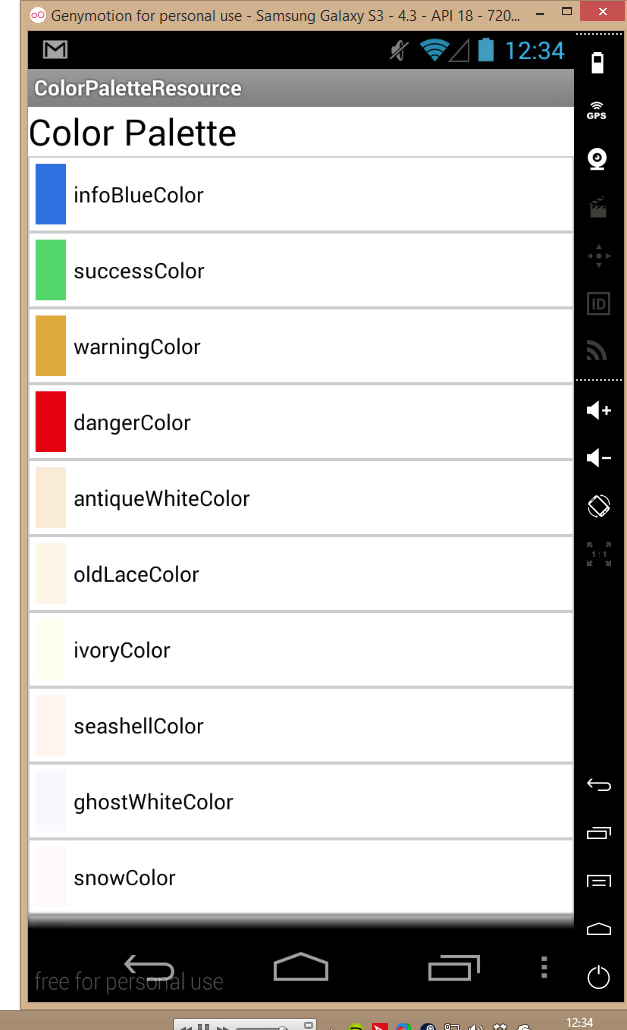 Genymotion for personal use - Samsung Galaxy S3 - 4.3 - API 18 - 720...
12:34
ColorPaletteResource
GPS
Color Palette
infoBlueColor
successColor
warningColor
ID
dangerColor
antiqueWhiteColor
oldLaceColor
1:1
ivoryColor
seashellColor
ghostWhiteColor
snowColor
free for personal use
12:34